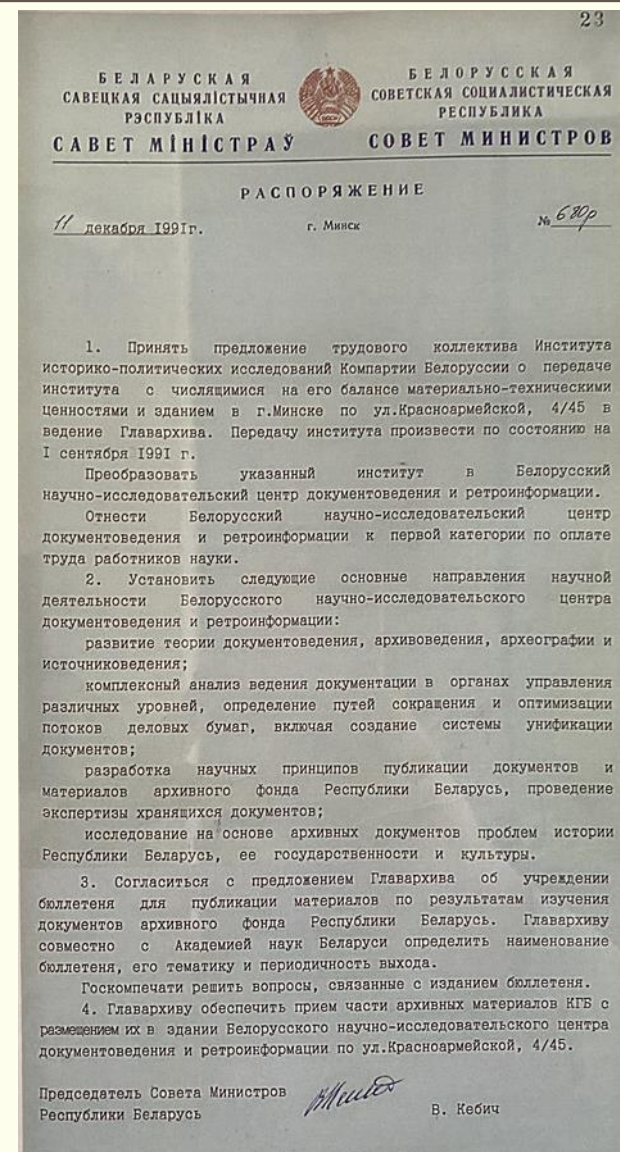 23
БЕЛАРУСКАЯ
САВЕЦКАЯ САЦЫЯЛІСТЫЧНАЯ
РЭСПУБЛІКА
САВЕТ МІНІСТРАЎ
БЕЛОРУССКАЯ
СОВЕТСКАЯ СОЦИАЛИСТИЧЕСКАЯ
РЕСПУБЛИКА
СОВЕТ МИНИСТРОВ
РАСПОРЯЖЕНИЕ
11 декабря 1991г. г. Минск № 680р
1. Принять предложение трудового коллектива Института
историко-политических исследований Компартии Белоруссии о передаче
института с числящимися на его балансе материально-техническими
ценностями и зданием в г.Минске по ул.Красноармейской, 4/45 в
ведение Главархива. Передачу института произвести по состоянию на
I сентября 1991 г.
Преобразовать указанный институт в Белорусский
научно-исследовательский центр документоведения и ретроинформации.
Отнести Белорусский научно-исследовательский центр
документоведения и ретроинформации к первой категории по оплате
труда работников науки.
2. Установить следующие основные направления научной
деятельности Белорусского научно-исследовательского центра
документоведения и ретроинформации:
развитие теории документоведения, архивоведения, археографии и
источниковедения;
комплексный анализ ведения документации в органах управления
различных уровней, определение путей сокращения и оптимизации
потоков деловых бумаг, включая создание системы унификации
документов;
разработка научных принципов публикации документов и
материалов архивного фонда Республики Беларусь, проведение
экспертизы хранящихся документов;
исследование на основе архивных документов проблем истории
Республики Беларусь, ее государственности и культуры.
3. Согласиться с предложением Главархива об учреждении
бюллетеня для публикации материалов по результатам изучения
документов архивного фонда Республики Беларусь. Главархиву
совместно с Академией наук Беларуси определить наименование
бюллетеня, его тематику и периодичность выхода.
Госкомпечати решить вопросы, связанные с изданием бюллетеня.
4. Главархиву обеспечить прием части архивных материалов КГБ с
размещением их в здании Белорусского научно-исследовательского центра
документоведения и ретроинформации по ул.Красноармейской, 4/45.
Председатель Совета Министров
Республики Беларусь В. Кебич